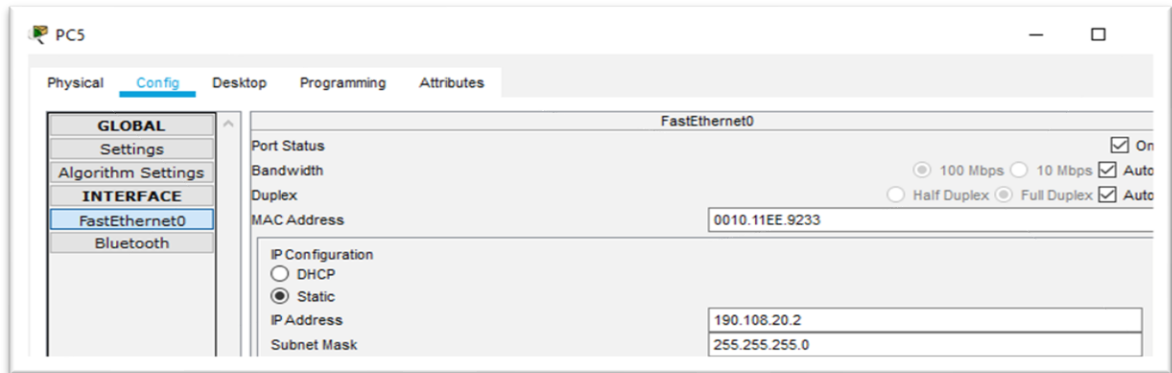 PC5
Physical Config Desktop Programming Attributes
GLOBAL
Settings
Algorithm Settings
INTERFACE
FastEthernet0
Bluetooth
FastEthernet0
Port Status On
Bandwidth 100 Mbps 10 Mbps Auto
Duplex Half Duplex Full Duplex Auto
MAC Address 0010.11EE.9233
IP Configuration
DHCP
Static
IP Address 190.108.20.2
Subnet Mask 255.255.255.0